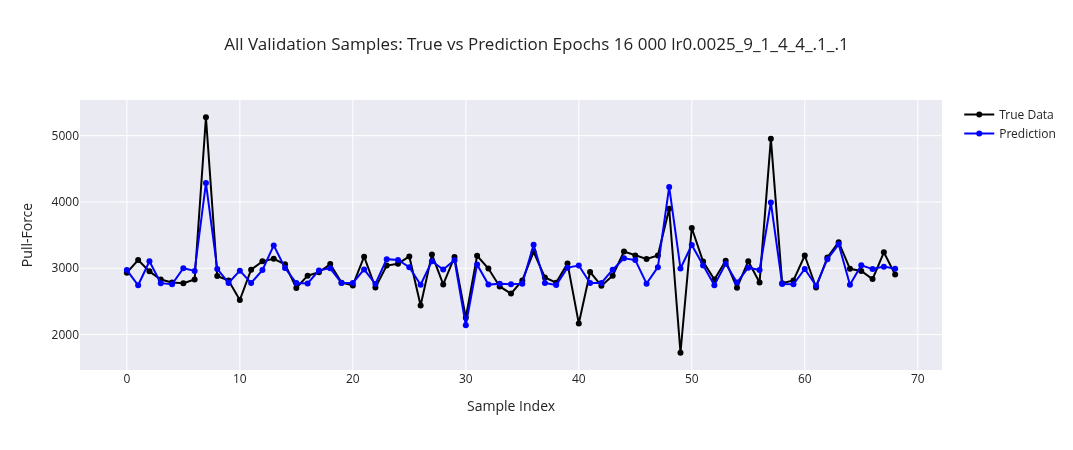 All Validation Samples: True vs Prediction Epochs 16 000 lr0.0025_9_1_4_4_.1_.1
True Data
Prediction
5000
4000
3000
2000
Pull-Force
0 10 20 30 40 50 60 70
Sample Index